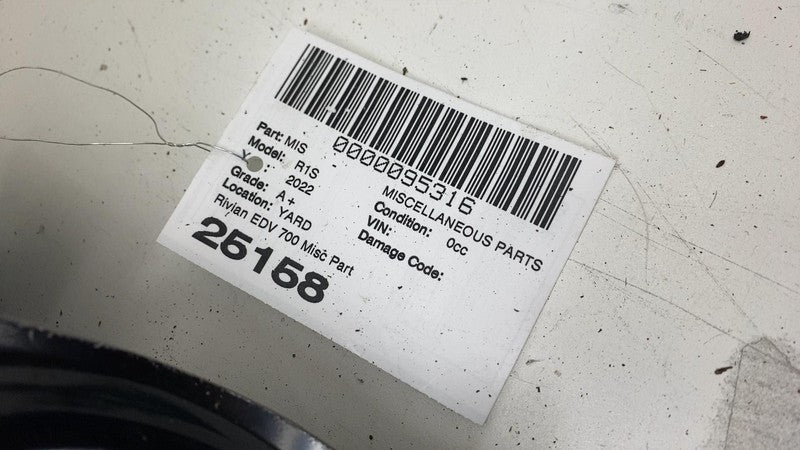 0000095316
Part: MIS - MISCELLANEOUS PARTS
Model: R1S Condition: 0cc
Y : 2022 VIN:
Grade: A+ Damage Code:
Location: YARD
Rivian EDV 700 Misc Part
25158